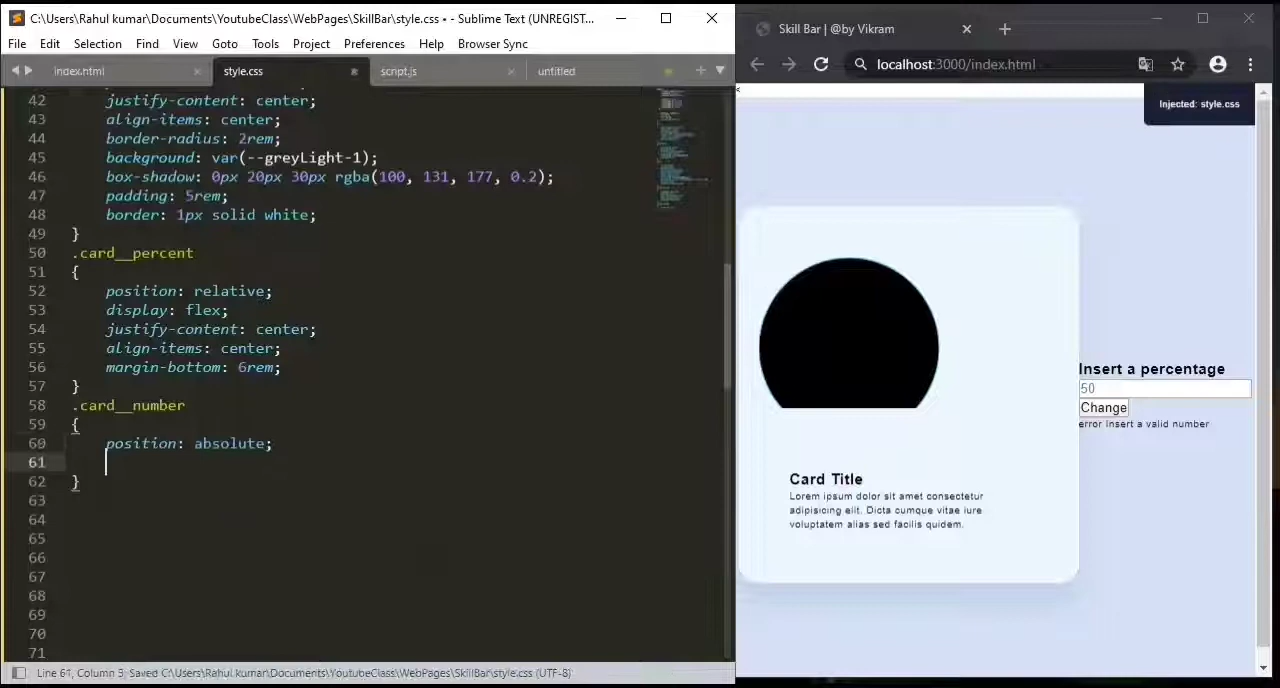 C:\Users\Rahul kumar\Documents\YoutubeClass\WebPages\SkillBar\style.css • - Sublime Text (UNREGIST...
File Edit Selection Find View Goto Tools Project Preferences Help Browser Sync
index.html style.css script.js untitled
42 justify-content: center;
43 align-items: center;
44 border-radius: 2rem;
45 background: var(--greyLight-1);
46 box-shadow: 0px 20px 30px rgba(100, 131, 177, 0.2);
47 padding: 5rem;
48 border: 1px solid white;
49 }
50 .card__percent
51 {
52 position: relative;
53 display: flex;
54 justify-content: center;
55 align-items: center;
56 margin-bottom: 6rem;
57 }
58 .card__number
59 {
60 position: absolute;
61
62 }
63
64
65
66
67
68
69
70
71
Line 61, Column 3; Saved C:\Users\Rahul kumar\Documents\YoutubeClass\WebPages\SkillBar\style.css (UTF-8)
Skill Bar | @by Vikram
localhost:3000/index.html
<
Injected: style.css
Insert a percentage
50
Change
error Insert a valid number
Card Title
Lorem ipsum dolor sit amet consectetur
adipisicing elit. Dicta cumque vitae iure
voluptatem alias sed facilis quidem.